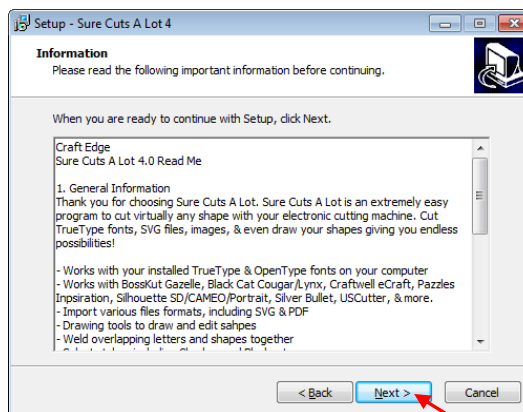 Setup - Sure Cuts A Lot 4
Information
Please read the following important information before continuing.
When you are ready to continue with Setup, click Next.
Craft Edge
Sure Cuts A Lot 4.0 Read Me
1. General Information
Thank you for choosing Sure Cuts A Lot. Sure Cuts A Lot is an extremely easy
program to cut virtually any shape with your electronic cutting machine. Cut
TrueType fonts, SVG files, images, & even draw your shapes giving you endless
possibilities!
- Works with your installed TrueType & OpenType fonts on your computer
- Works with BossKut Gazelle, Black Cat Cougar/Lynx, Craftwell eCraft, Pazzles
Inpsiration, Silhouette SD/CAMEO/Portrait, Silver Bullet, USCutter, & more.
- Import various files formats, including SVG & PDF
- Drawing tools to draw and edit sahpes
- Weld overlapping letters and shapes together
< Back
Next >
Cancel